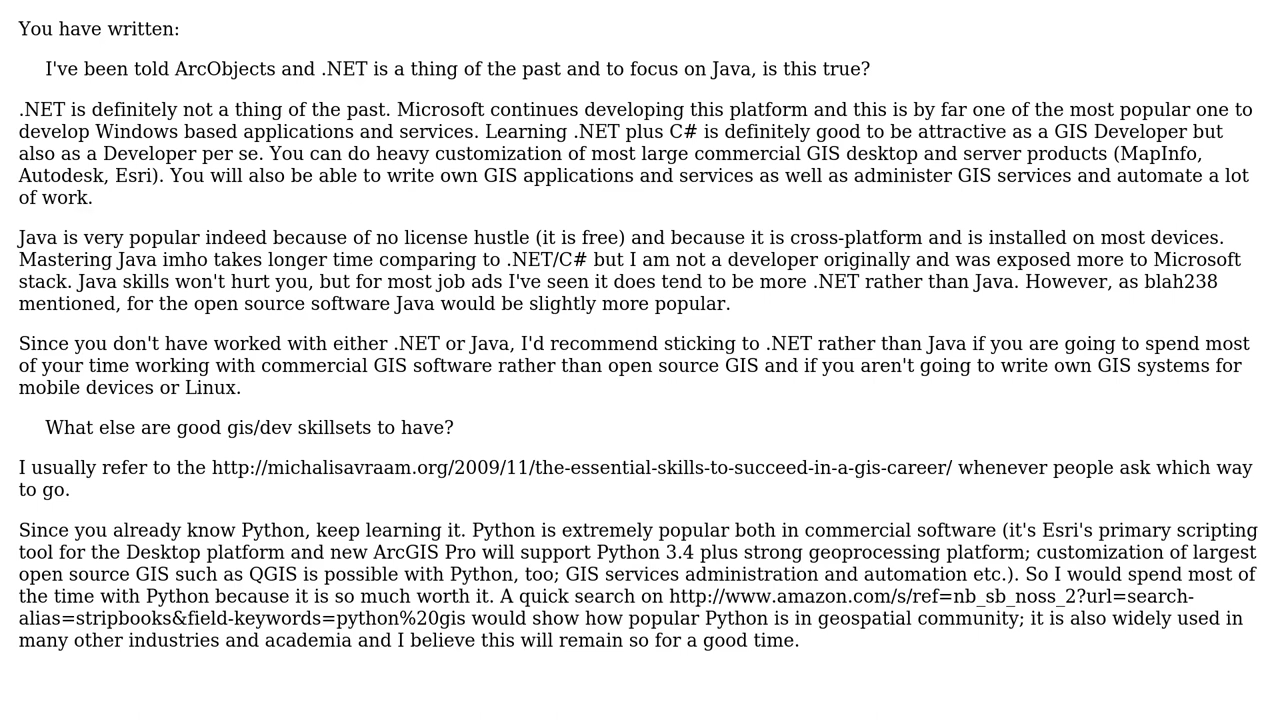 You have written:
I've been told ArcObjects and .NET is a thing of the past and to focus on Java, is this true?
.NET is definitely not a thing of the past. Microsoft continues developing this platform and this is by far one of the most popular one to
develop Windows based applications and services. Learning .NET plus C# is definitely good to be attractive as a GIS Developer but
also as a Developer per se. You can do heavy customization of most large commercial GIS desktop and server products (MapInfo,
Autodesk, Esri). You will also be able to write own GIS applications and services as well as administer GIS services and automate a lot
of work.
Java is very popular indeed because of no license hustle (it is free) and because it is cross-platform and is installed on most devices.
Mastering Java imho takes longer time comparing to .NET/C# but I am not a developer originally and was exposed more to Microsoft
stack. Java skills won't hurt you, but for most job ads I've seen it does tend to be more .NET rather than Java. However, as blah238
mentioned, for the open source software Java would be slightly more popular.
Since you don't have worked with either .NET or Java, I'd recommend sticking to .NET rather than Java if you are going to spend most
of your time working with commercial GIS software rather than open source GIS and if you aren't going to write own GIS systems for
mobile devices or Linux.
What else are good gis/dev skillsets to have?
I usually refer to the http://michalisavraam.org/2009/11/the-essential-skills-to-succeed-in-a-gis-career/ whenever people ask which way
to go.
Since you already know Python, keep learning it. Python is extremely popular both in commercial software (it's Esri's primary scripting
tool for the Desktop platform and new ArcGIS Pro will support Python 3.4 plus strong geoprocessing platform; customization of largest
open source GIS such as QGIS is possible with Python, too; GIS services administration and automation etc.). So I would spend most of
the time with Python because it is so much worth it. A quick search on http://www.amazon.com/s/ref=nb_sb_noss_2?url=search-
alias=stripbooks&field-keywords=python%20gis would show how popular Python is in geospatial community; it is also widely used in
many other industries and academia and I believe this will remain so for a good time.